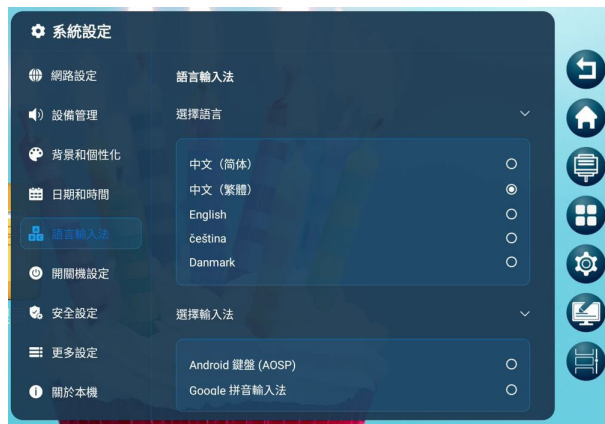 系統設定
網路設定
設備管理
背景和個性化
日期和時間
語言輸入法
開關機設定
安全設定
更多設定
關於本機
語言輸入法
選擇語言
中文（简体）
中文（繁體）
English
čeština
Danmark
選擇輸入法
Android 鍵盤 (AOSP)
Google 拼音輸入法